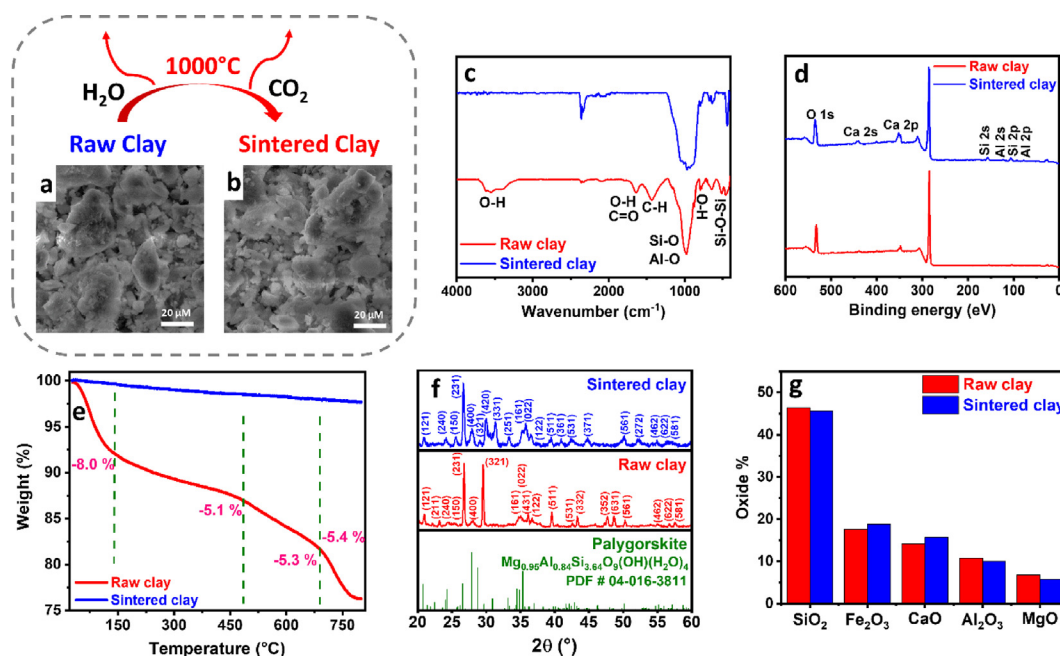 1000°C
H₂O
CO₂
Raw Clay
Sintered Clay
a
20 µM
b
20 µM
c
O-H
O-H
C=O
C-H
Si-O
Al-O
H-O
Si-O-Si
Raw clay
Sintered clay
4000 3000 2000 1000
Wavenumber (cm⁻¹)
d
Raw clay
Sintered clay
O 1s
Ca 2s
Ca 2p
Si 2s
Al 2s
Si 2p
Al 2p
600 500 400 300 200 100 0
Binding energy (eV)
e
100
95
90
85
80
75
Weight (%)
-8.0 %
-5.1 %
-5.3 %
-5.4 %
Raw clay
Sintered clay
150 300 450 600 750
Temperature (°C)
f
Sintered clay
(121) (240) (150) (231) (400) (321) (420) (331) (251) (161) (022) (122) (511) (361) (531) (371) (561) (272) (462) (622) (581)
Raw clay
(121) (211) (240) (150) (231) (400) (321) (161) (022) (431) (122) (511) (531) (332) (352) (631) (561) (462) (622) (581)
Palygorskite
Mg₀.₉₅Al₀.₈₄Si₃.₆₄O₉(OH)(H₂O)₄
PDF # 04-016-3811
20 25 30 35 40 45 50 55 60
2θ (°)
g
Raw clay
Sintered clay
50
40
30
20
10
0
Oxide %
SiO₂ Fe₂O₃ CaO Al₂O₃ MgO